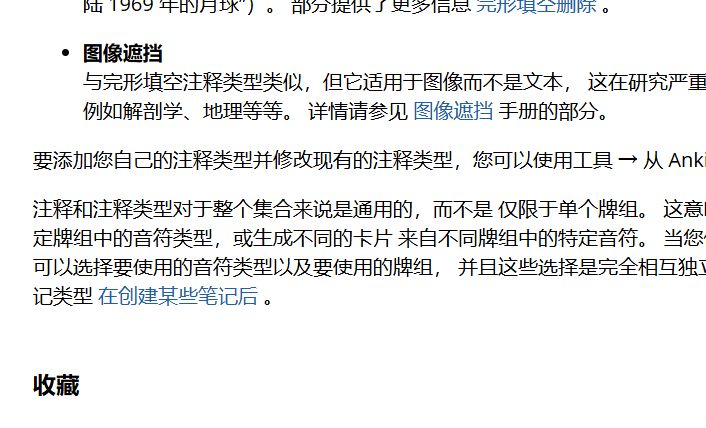 陆 1969 年的月球”）。 部分提供了更多信息 完形填空删除 。
图像遮挡
与完形填空注释类型类似，但它适用于图像而不是文本， 这在研究严重
例如解剖学、地理等等。 详情请参见 图像遮挡 手册的部分。
要添加您自己的注释类型并修改现有的注释类型，您可以使用工具 → 从 Anki
注释和注释类型对于整个集合来说是通用的，而不是 仅限于单个牌组。 这意
定牌组中的音符类型，或生成不同的卡片 来自不同牌组中的特定音符。 当您
可以选择要使用的音符类型以及要使用的牌组， 并且这些选择是完全相互独立
记类型 在创建某些笔记后 。
收藏